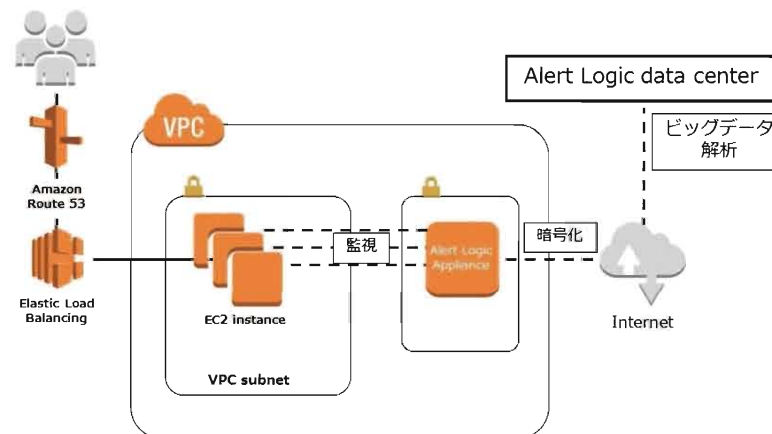 Alert Logic data center
ビッグデータ
解析
VPC
Amazon
Route 53
監視
Alert Logic
Appliance
暗号化
Elastic Load
Balancing
EC2 instance
Internet
VPC subnet